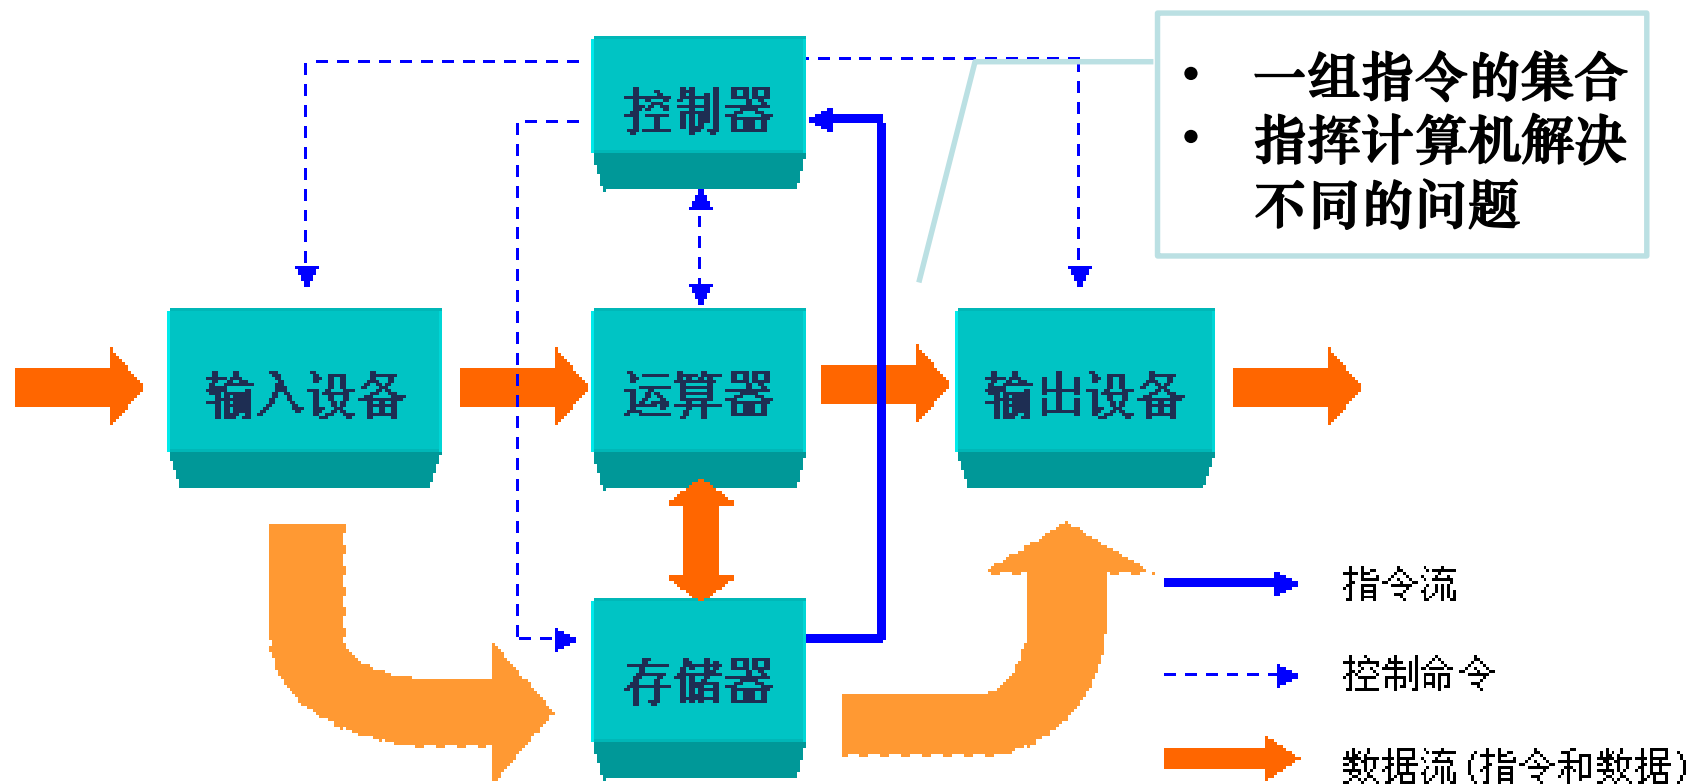 • 一组指令的集合
• 指挥计算机解决
不同的问题
控制器
输入设备
运算器
输出设备
存储器
指令流
控制命令
数据流(指令和数据)